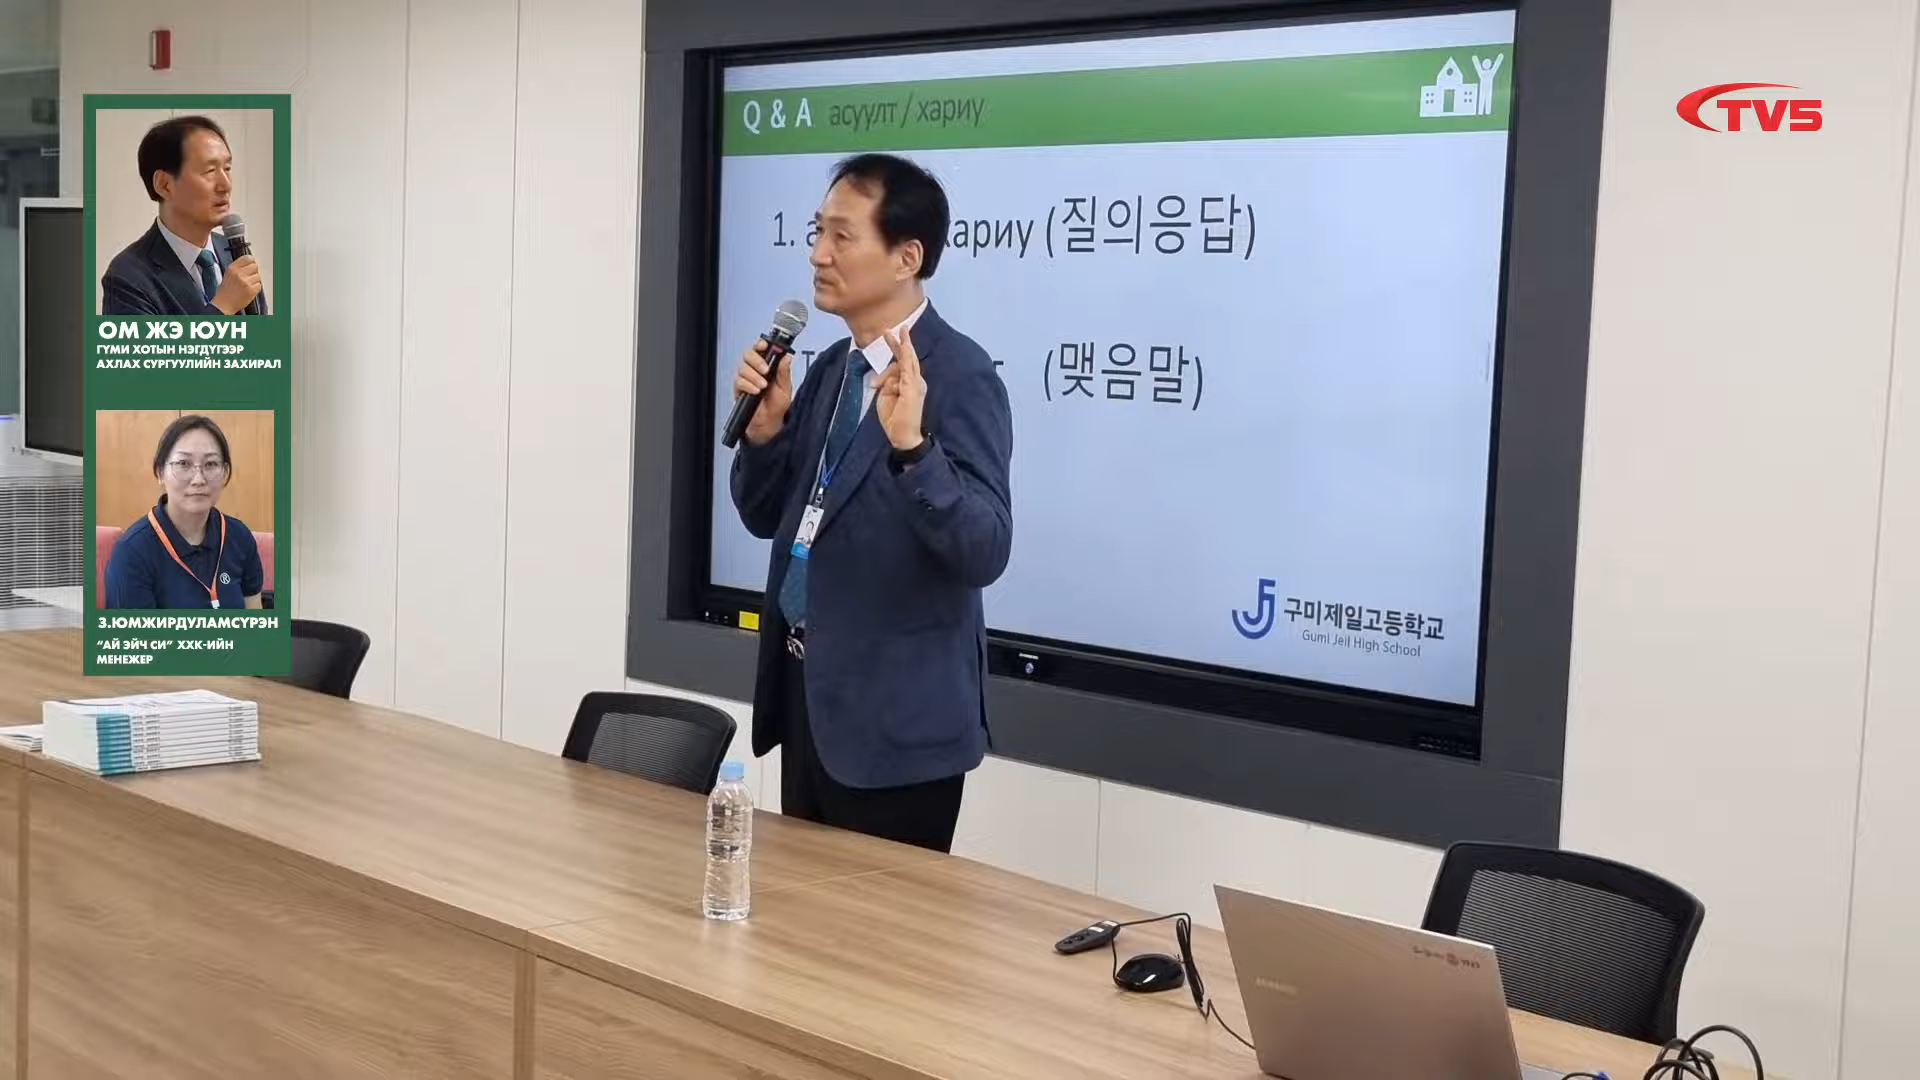 TV5
ОМ ЖЭ ЮУН
ГҮМИ ХОТЫН НЭГДҮГЭЭР
АХЛАХ СУРГУУЛИЙН ЗАХИРАЛ
З.ЮМЖИРДУЛАМСҮРЭН
“АЙ ЭЙЧ СИ” ХХК-ИЙН
МЕНЕЖЕР
Q & A асуулт / хариу
1. хариу (질의응답)
(맺음말)
구미제일고등학교
Gumi Jeil High School
SAMSUNG